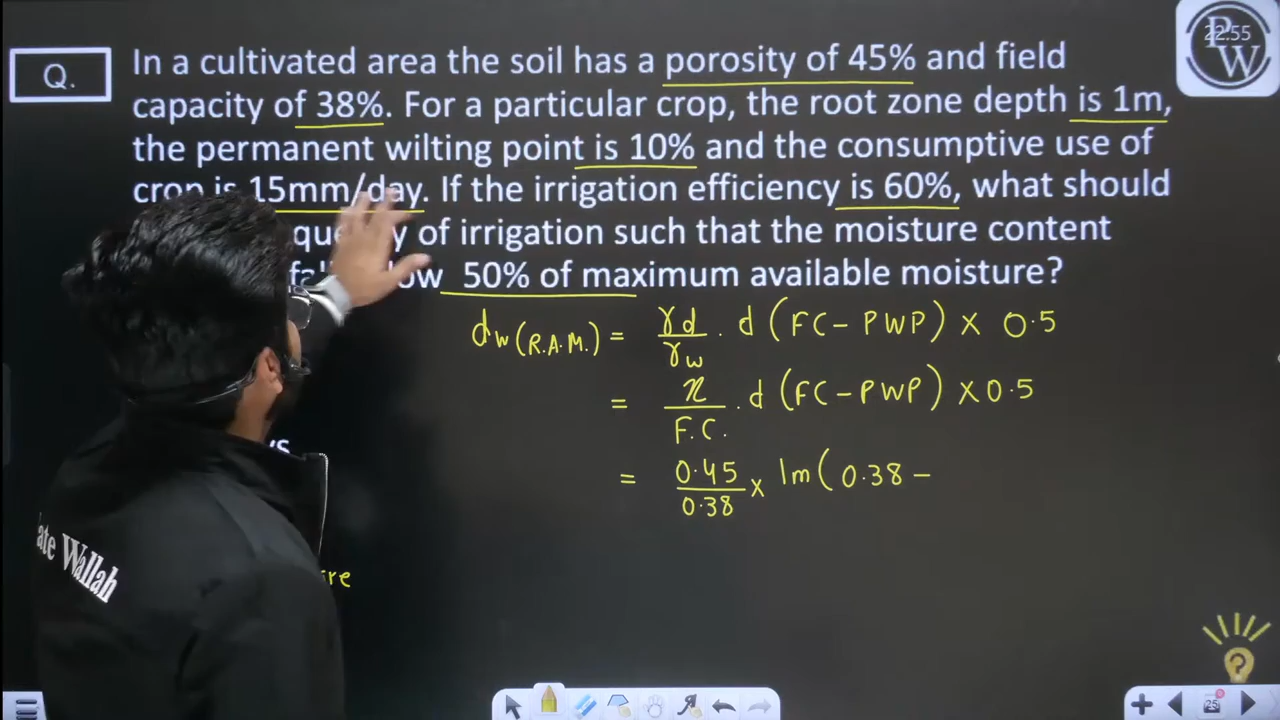 22:55
PW
Q.
In a cultivated area the soil has a porosity of 45% and field
capacity of 38%. For a particular crop, the root zone depth is 1m,
the permanent wilting point is 10% and the consumptive use of
crop is 15mm/day. If the irrigation efficiency is 60%, what should
of irrigation such that the moisture content
50% of maximum available moisture?
dw(R.A.M.) = γd/γw . d (FC - PWP) × 0.5
= n/F.C. . d (FC - PWP) × 0.5
= 0.45/0.38 × 1m ( 0.38 -
ate Wallah
25